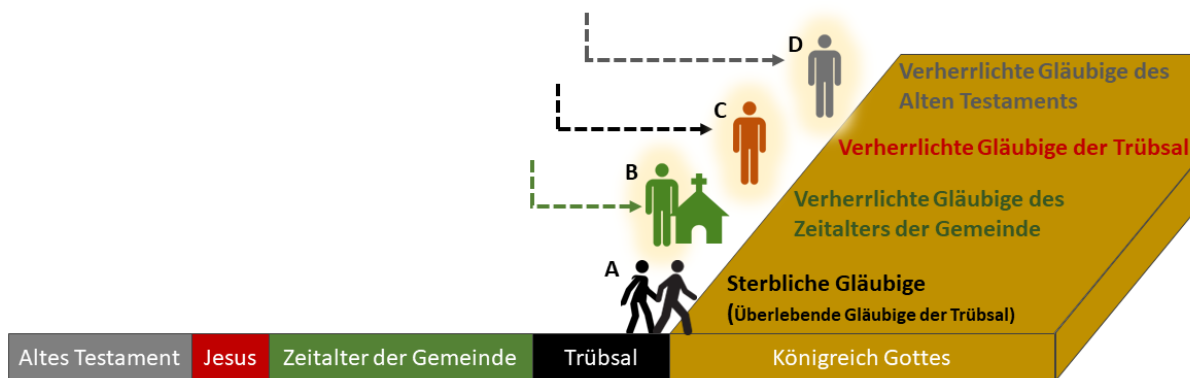 D
Verherrlichte Gläubige des
Alten Testaments
C
Verherrlichte Gläubige der Trübsal
B
Verherrlichte Gläubige des
Zeitalters der Gemeinde
A
Sterbliche Gläubige
(Überlebende Gläubige der Trübsal)
Altes Testament
Jesus
Zeitalter der Gemeinde
Trübsal
Königreich Gottes